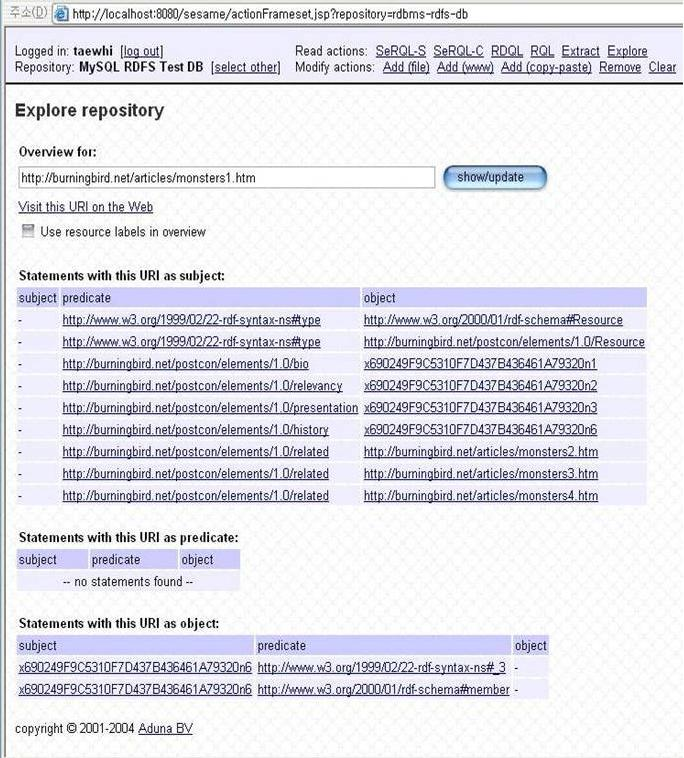 주소(D) http://localhost:8080/sesame/actionFrameset.jsp?repository=rdbms-rdfs-db
Logged in: taewhi [log out] Read actions: SeRQL-S SeRQL-C RDQL RQL Extract Explore
Repository: MySQL RDFS Test DB [select other] Modify actions: Add (file) Add (www) Add (copy-paste) Remove Clear
Explore repository
Overview for:
http://burningbird.net/articles/monsters1.htm show/update
Visit this URI on the Web
Use resource labels in overview
Statements with this URI as subject:
subject predicate object
- http://www.w3.org/1999/02/22-rdf-syntax-ns#type http://www.w3.org/2000/01/rdf-schema#Resource
- http://www.w3.org/1999/02/22-rdf-syntax-ns#type http://burningbird.net/postcon/elements/1.0/Resource
- http://burningbird.net/postcon/elements/1.0/bio x690249F9C5310F7D437B436461A79320n1
- http://burningbird.net/postcon/elements/1.0/relevancy x690249F9C5310F7D437B436461A79320n2
- http://burningbird.net/postcon/elements/1.0/presentation x690249F9C5310F7D437B436461A79320n3
- http://burningbird.net/postcon/elements/1.0/history x690249F9C5310F7D437B436461A79320n6
- http://burningbird.net/postcon/elements/1.0/related http://burningbird.net/articles/monsters2.htm
- http://burningbird.net/postcon/elements/1.0/related http://burningbird.net/articles/monsters3.htm
- http://burningbird.net/postcon/elements/1.0/related http://burningbird.net/articles/monsters4.htm
Statements with this URI as predicate:
subject predicate object
-- no statements found --
Statements with this URI as object:
subject predicate object
x690249F9C5310F7D437B436461A79320n6 http://www.w3.org/1999/02/22-rdf-syntax-ns#_3 -
x690249F9C5310F7D437B436461A79320n6 http://www.w3.org/2000/01/rdf-schema#member -
copyright © 2001-2004 Aduna BV